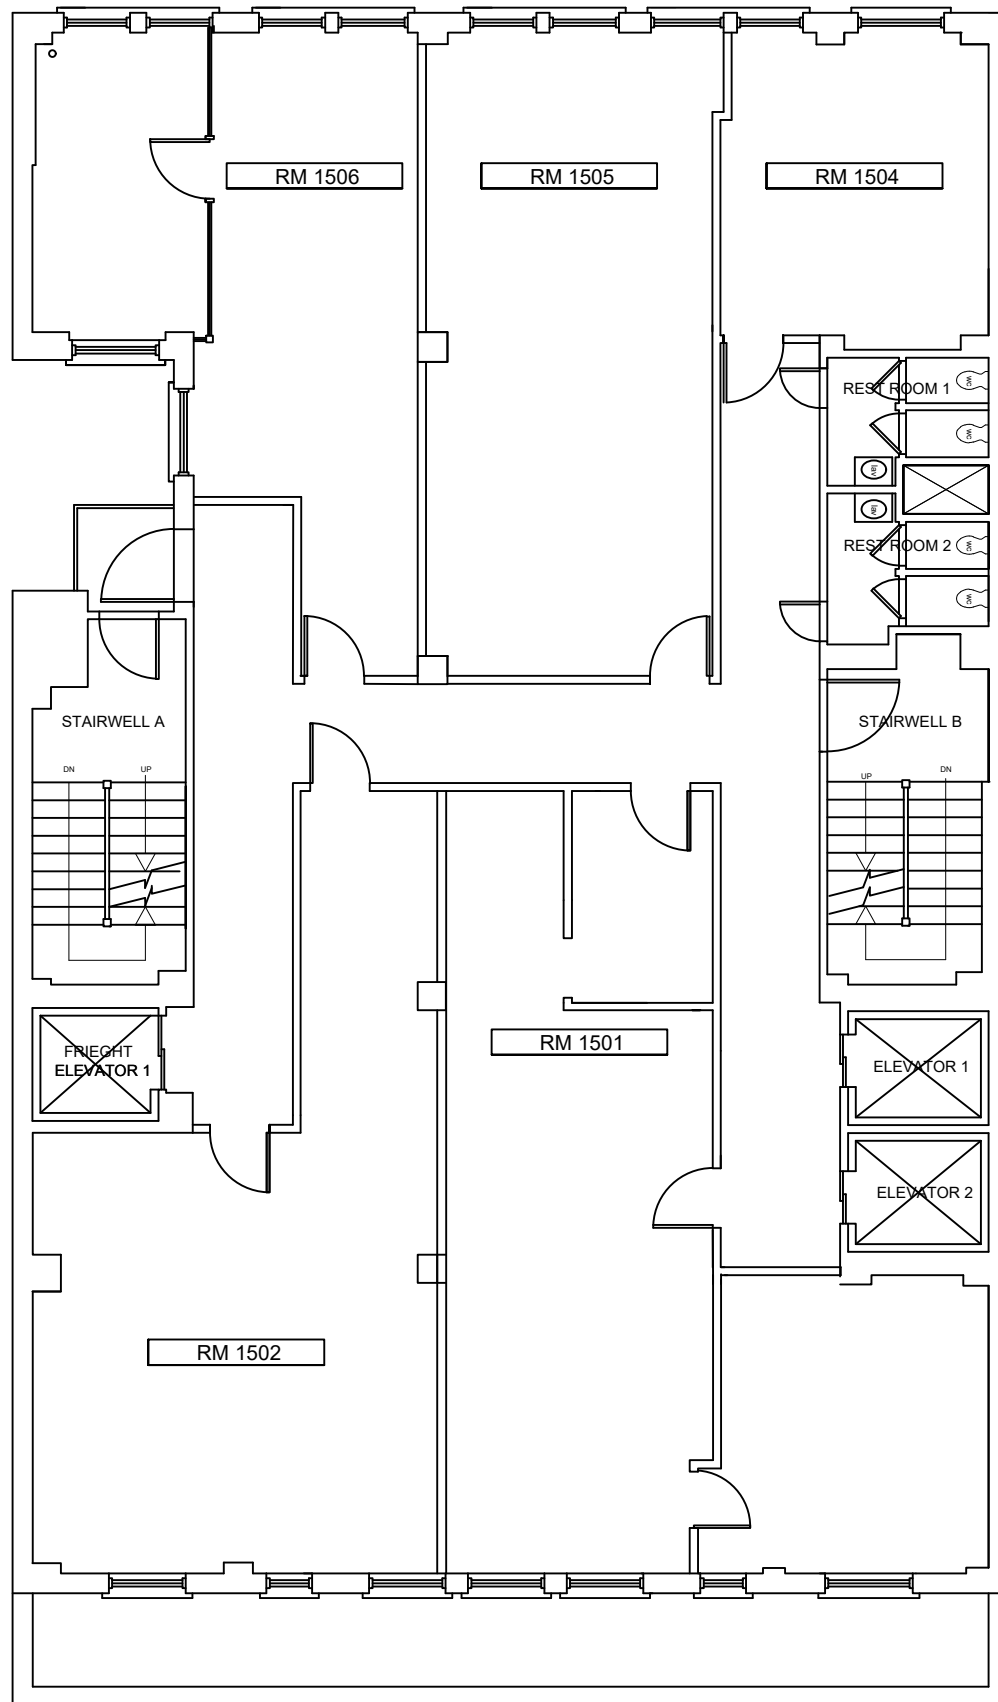 RM 1506
RM 1505
RM 1504
REST ROOM 1
WC
WC
lav
lav
REST ROOM 2
WC
WC
STAIRWELL A
STAIRWELL B
DN
UP
UP
DN
RM 1501
FRIEGHT
ELEVATOR 1
ELEVATOR 1
ELEVATOR 2
RM 1502